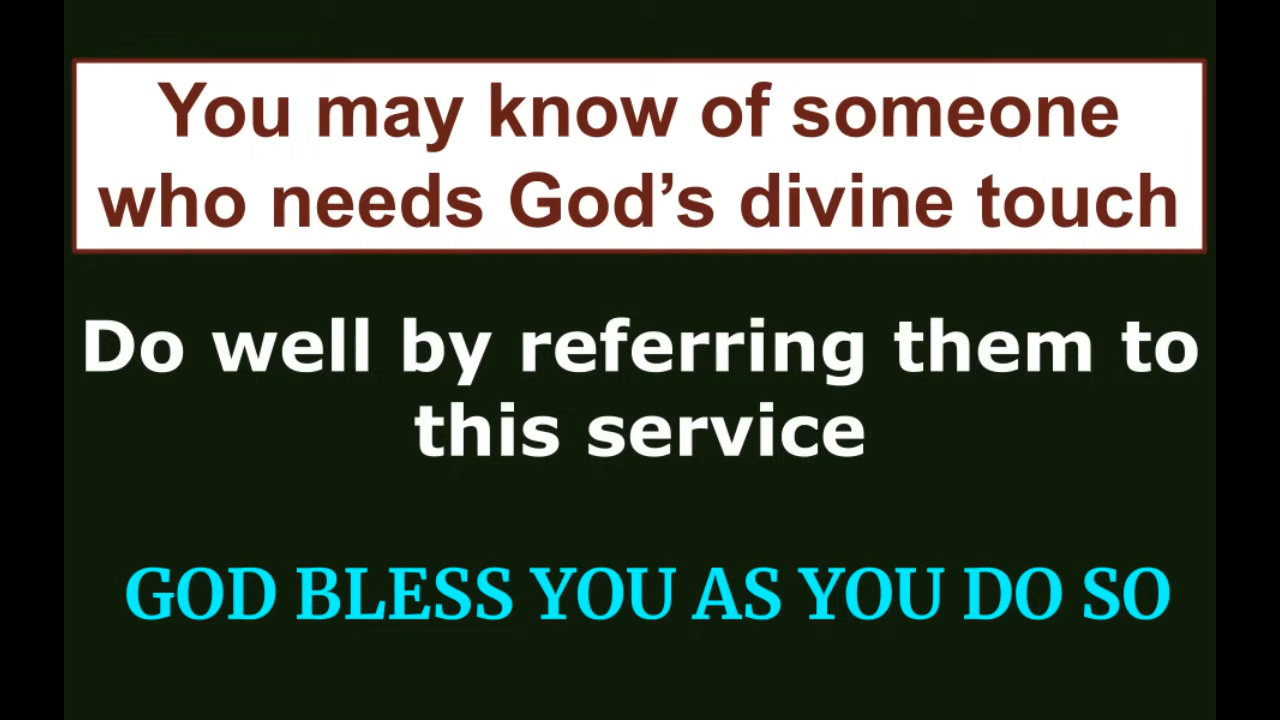 You may know of someone
who needs God’s divine touch
Do well by referring them to
this service
GOD BLESS YOU AS YOU DO SO